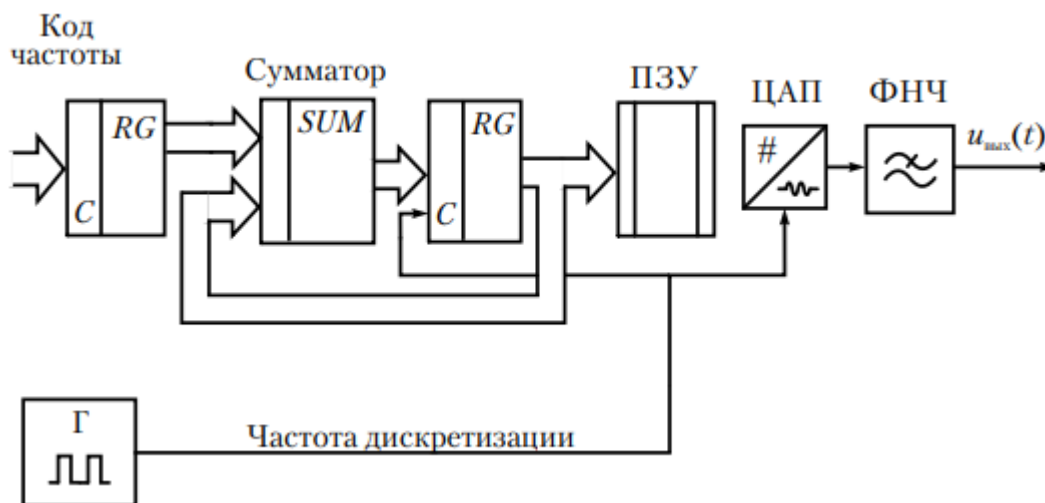 Код
частоты
Сумматор
ПЗУ
ЦАП
ФНЧ
RG
SUM
RG
#
uвых(t)
C
C
Г
Частота дискретизации